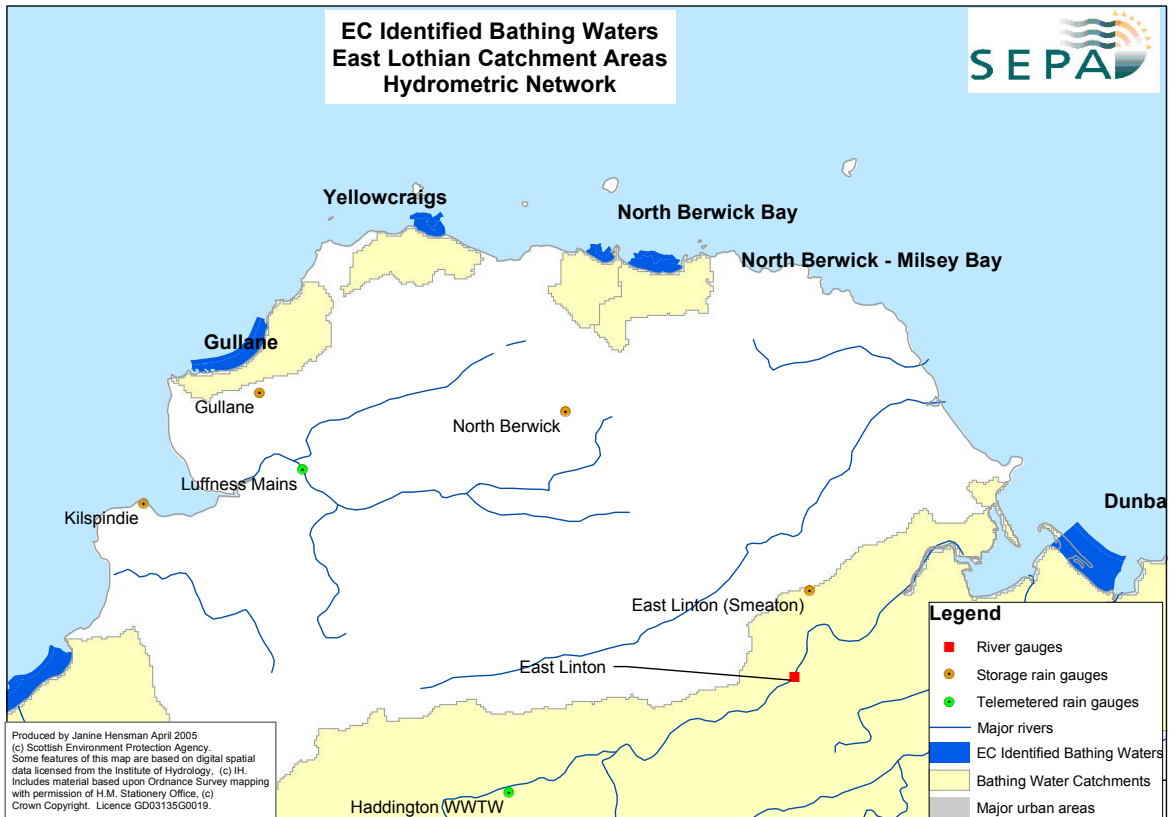 EC Identified Bathing Waters
East Lothian Catchment Areas
Hydrometric Network
SEPA
Yellowcraigs
North Berwick Bay
North Berwick - Milsey Bay
Gullane
Gullane
North Berwick
Luffness Mains
Kilspindie
Dunba
East Linton (Smeaton)
East Linton
Haddington WWTW
Legend
River gauges
Storage rain gauges
Telemetered rain gauges
Major rivers
EC Identified Bathing Waters
Bathing Water Catchments
Major urban areas
Produced by Janine Hensman April 2005
(c) Scottish Environment Protection Agency.
Some features of this map are based on digital spatial
data licensed from the Institute of Hydrology, (c) IH.
Includes material based upon Ordnance Survey mapping
with permission of H.M. Stationery Office, (c)
Crown Copyright. Licence GD03135G0019.